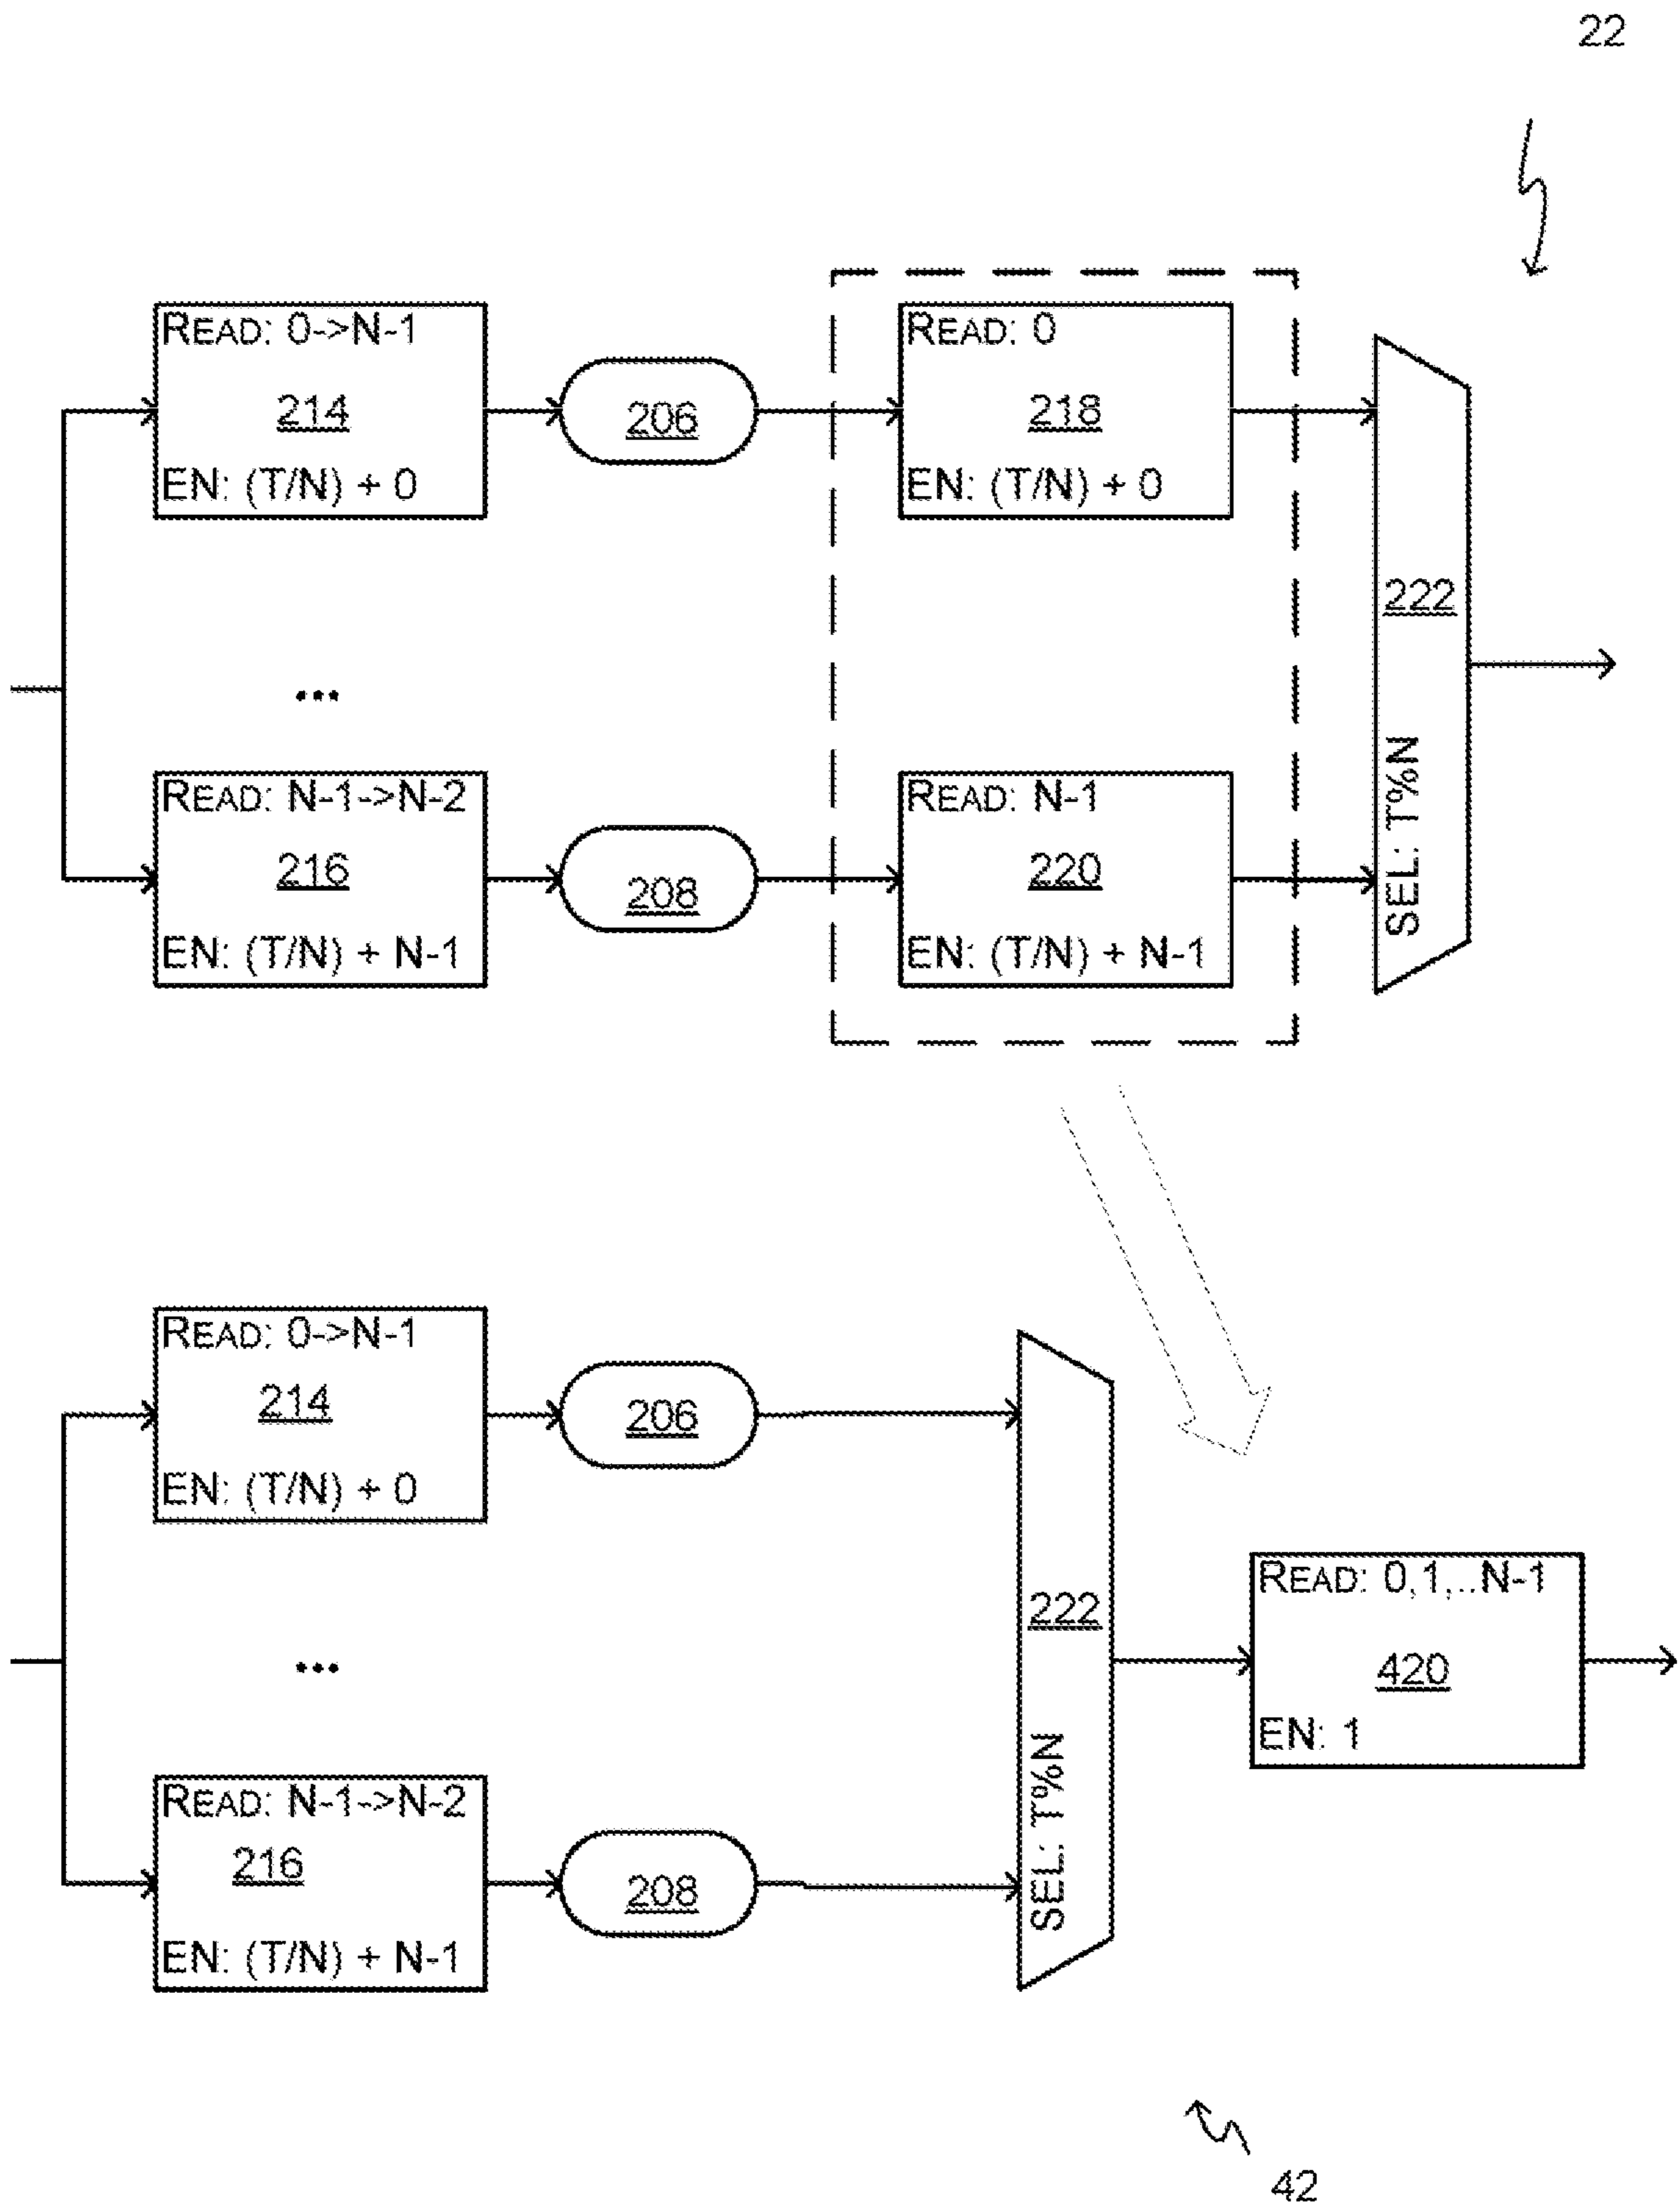 22
READ: 0->N-1
214
EN: (T/N) + 0
206
READ: 0
218
EN: (T/N) + 0
222
SEL: T%N
...
READ: N-1->N-2
216
EN: (T/N) + N-1
208
READ: N-1
220
EN: (T/N) + N-1
READ: 0->N-1
214
EN: (T/N) + 0
206
222
SEL: T%N
READ: 0,1,..N-1
420
EN: 1
...
READ: N-1->N-2
216
EN: (T/N) + N-1
208
42